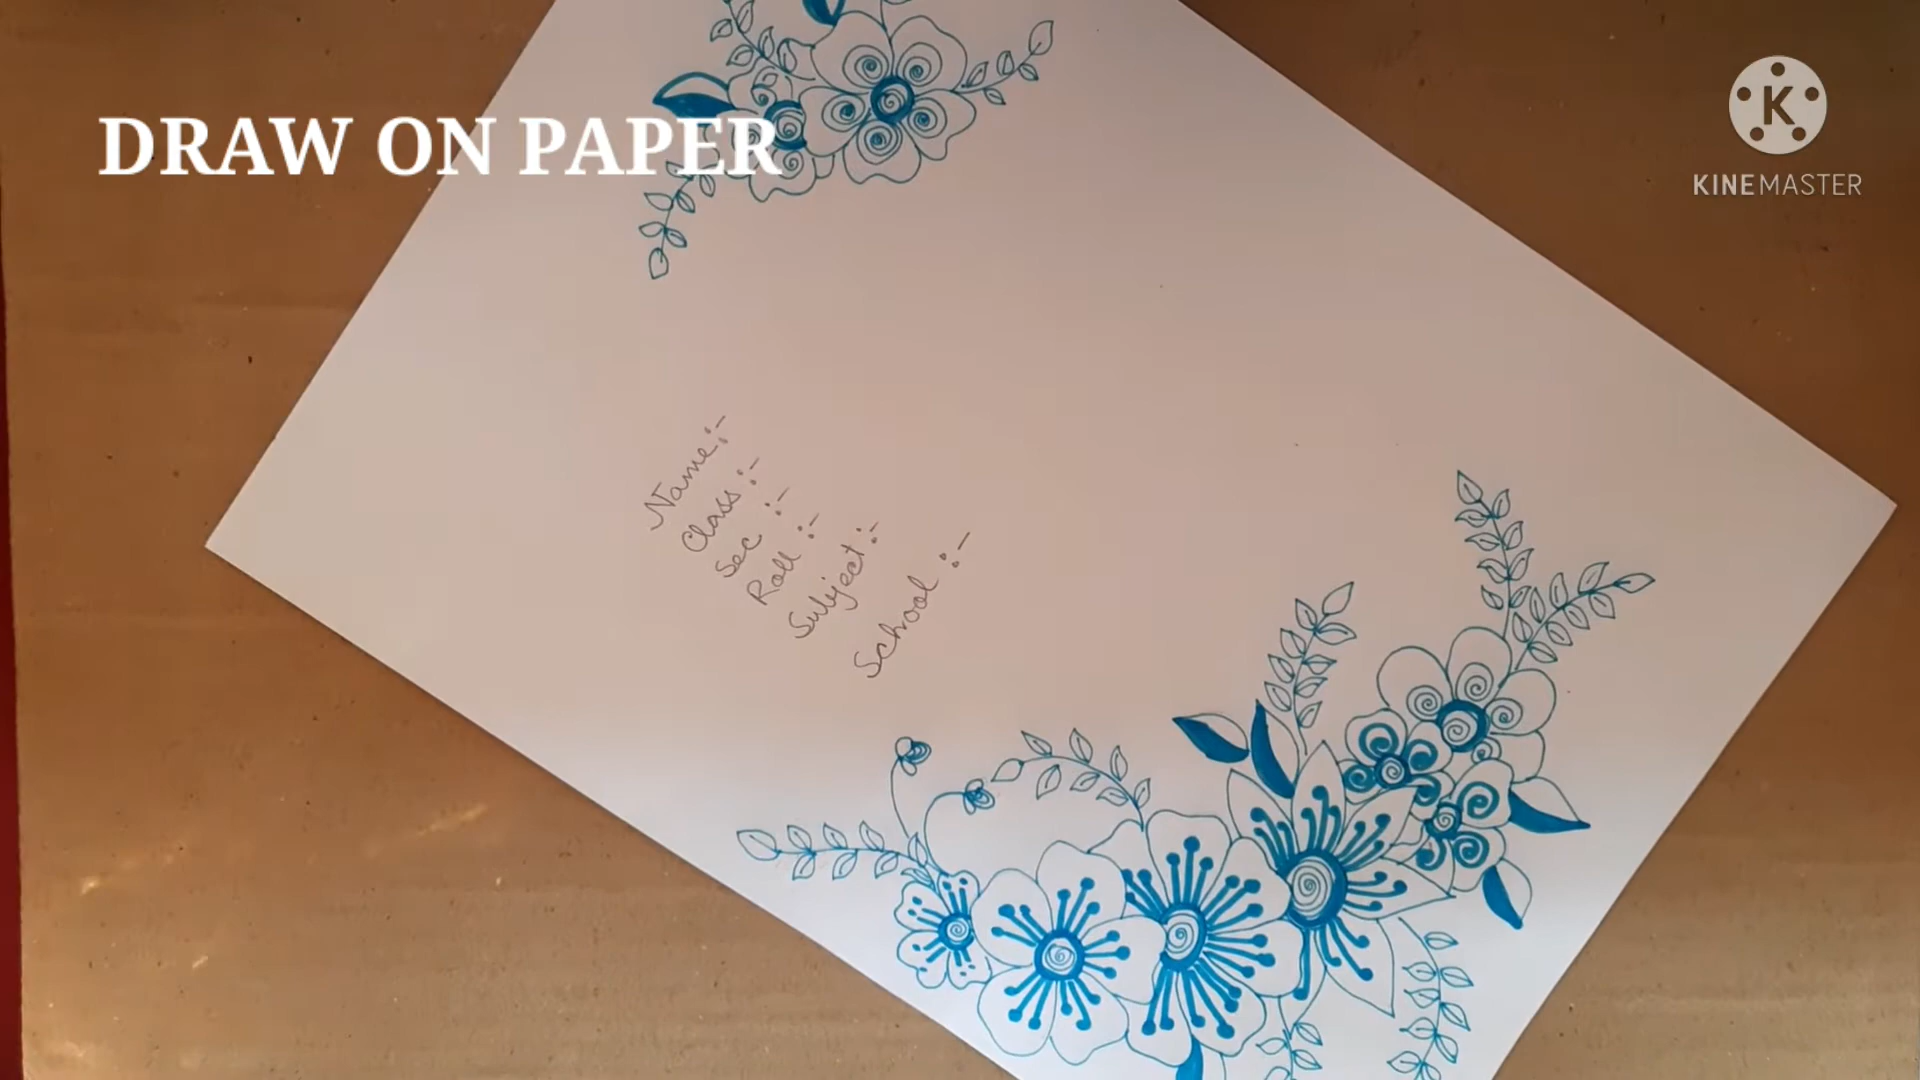 DRAW ON PAPER
K
KINEMASTER
Name :-
Class :-
Sec :-
Roll :-
Subject :-
School :-